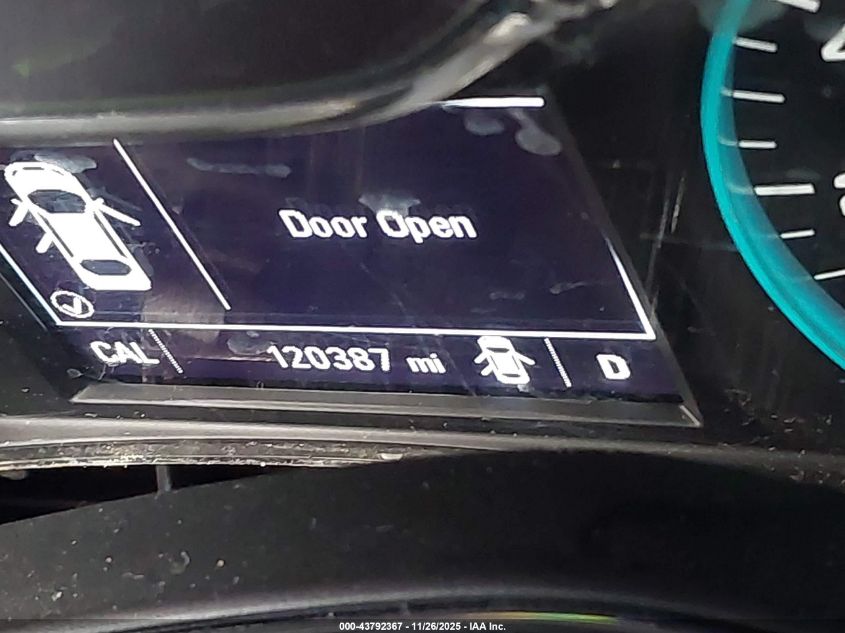 Door Open
CAL 120387 mi D
000-43792367 - 11/26/2025 - IAA Inc.